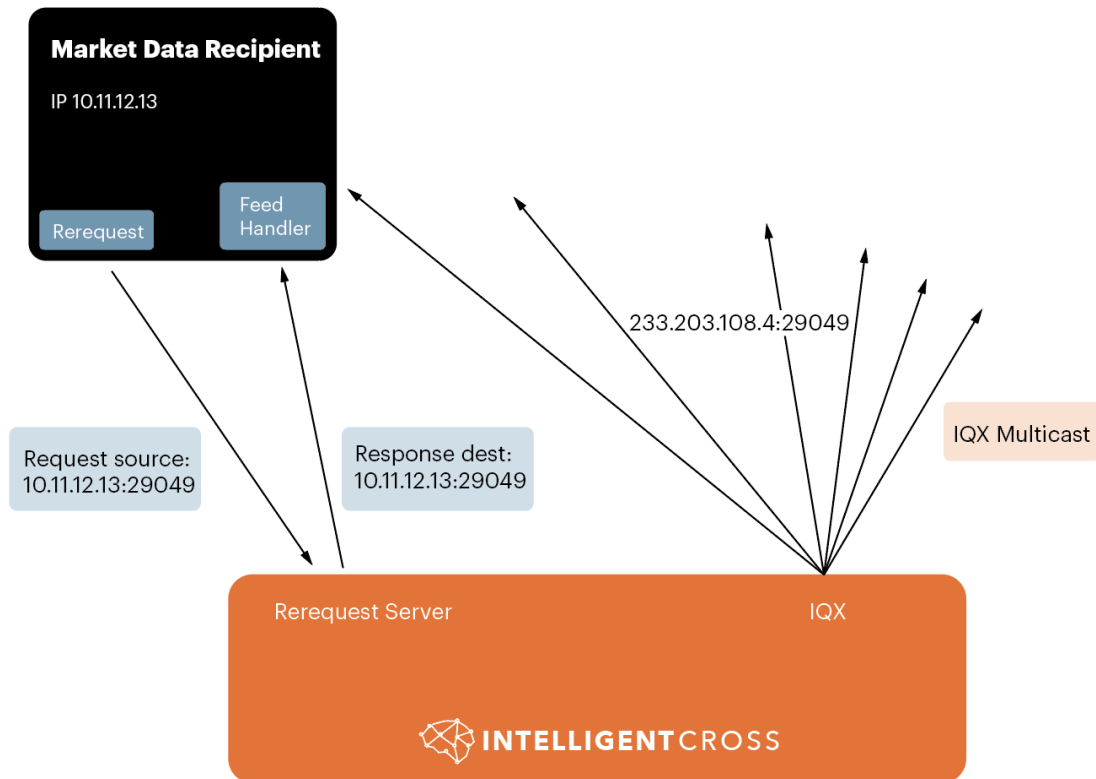 Market Data Recipient
IP 10.11.12.13
Feed
Handler
Rerequest
233.203.108.4:29049
IQX Multicast
Request source:
10.11.12.13:29049
Response dest:
10.11.12.13:29049
Rerequest Server
IQX
INTELLIGENTCROSS